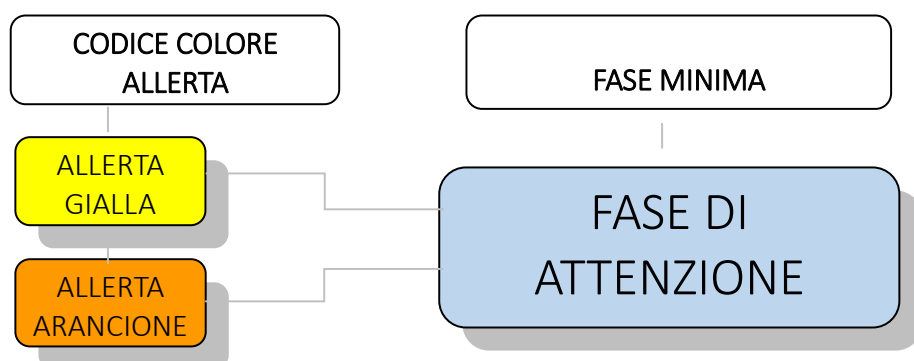 CODICE COLORE
ALLERTA
FASE MINIMA
ALLERTA
GIALLA
FASE DI
ATTENZIONE
ALLERTA
ARANCIONE